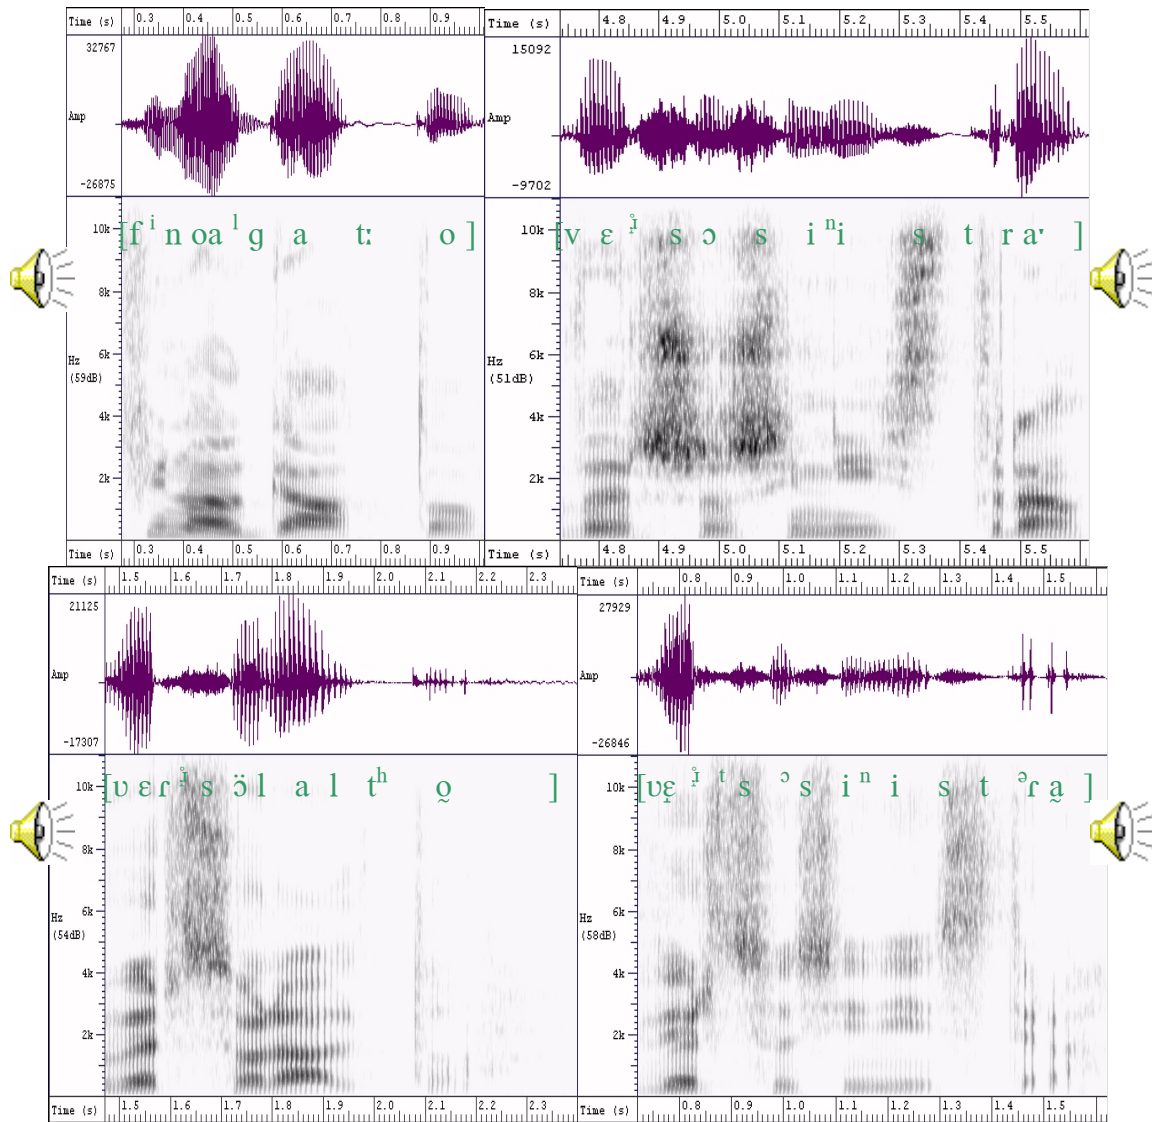 Time (s) 0.3 0.4 0.5 0.6 0.7 0.8 0.9
32767
Amp
-26875
[f ⁱ n oa ˡ ɡ a tː o ]
10k
8k
6k
Hz
(59dB)
4k
2k
Time (s) 0.3 0.4 0.5 0.6 0.7 0.8 0.9
Time (s) 4.8 4.9 5.0 5.1 5.2 5.3 5.4 5.5
15092
Amp
-9702
[v ɛ ɹ̥ s ɔ s i ⁿi s t r aˑ ]
10k
8k
6k
Hz
(51dB)
4k
2k
Time (s) 4.8 4.9 5.0 5.1 5.2 5.3 5.4 5.5
Time (s) 1.5 1.6 1.7 1.8 1.9 2.0 2.1 2.2 2.3
21125
Amp
-17307
[ʋ ɛ ɾ ɹ̥ s ɔ̈ l a l tʰ o̰ ]
10k
8k
6k
Hz
(54dB)
4k
2k
Time (s) 1.5 1.6 1.7 1.8 1.9 2.0 2.1 2.2 2.3
Time (s) 0.8 0.9 1.0 1.1 1.2 1.3 1.4 1.5
27929
Amp
-26846
[ʋɛ̞ ɹ̥ ᵗ s ᵓ s i ⁿ i s t ᵊɾ a̰ ]
10k
8k
6k
Hz
(58dB)
4k
2k
Time (s) 0.8 0.9 1.0 1.1 1.2 1.3 1.4 1.5